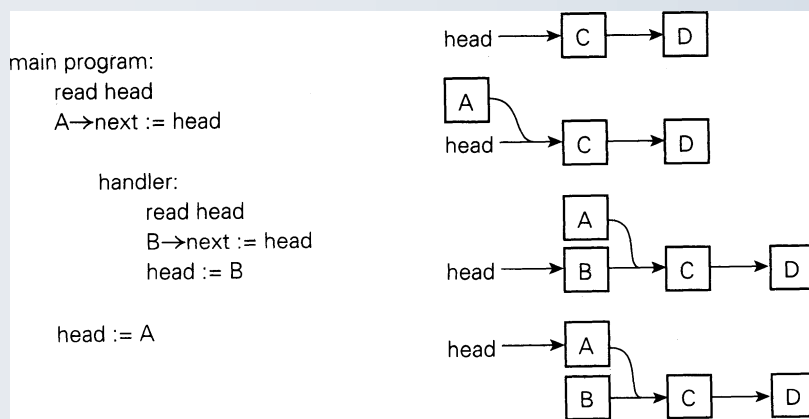 main program:
read head
A→next := head
handler:
read head
B→next := head
head := B
head := A
head C D
A
head C D
A
head B C D
head A
B C D